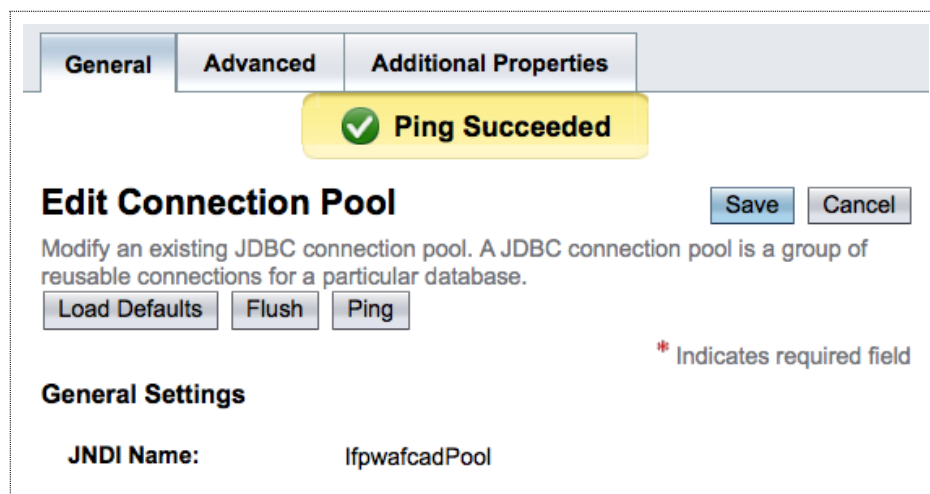 General Advanced Additional Properties
Ping Succeeded
Edit Connection Pool Save Cancel
Modify an existing JDBC connection pool. A JDBC connection pool is a group of
reusable connections for a particular database.
Load Defaults Flush Ping
* Indicates required field
General Settings
JNDI Name: IfpwafcadPool